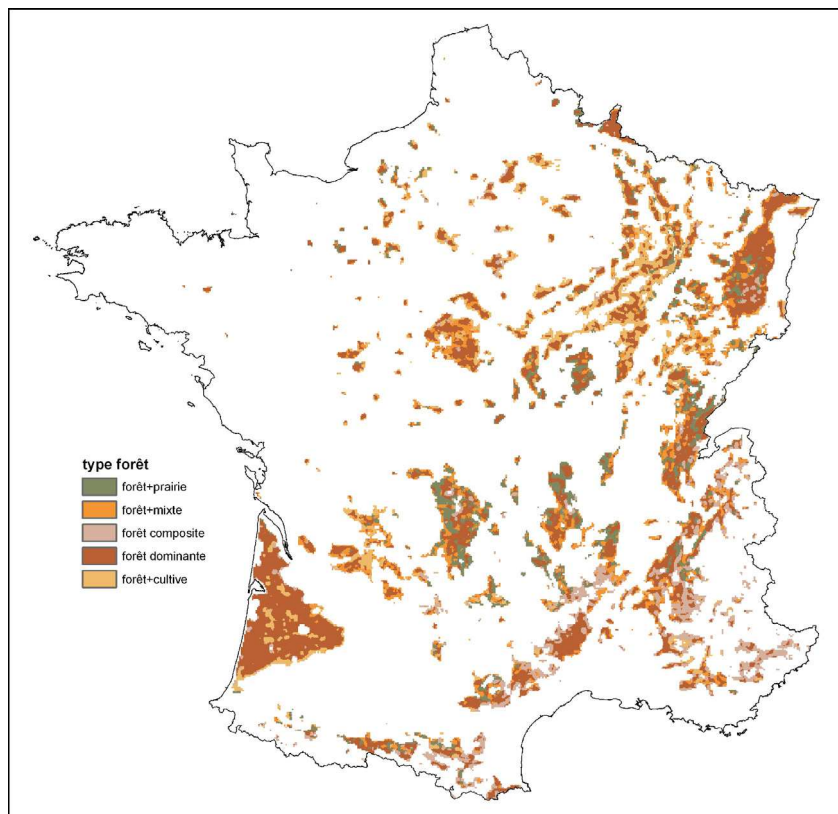 type forêt
forêt+prairie
forêt+mixte
forêt composite
forêt dominante
forêt+cultive